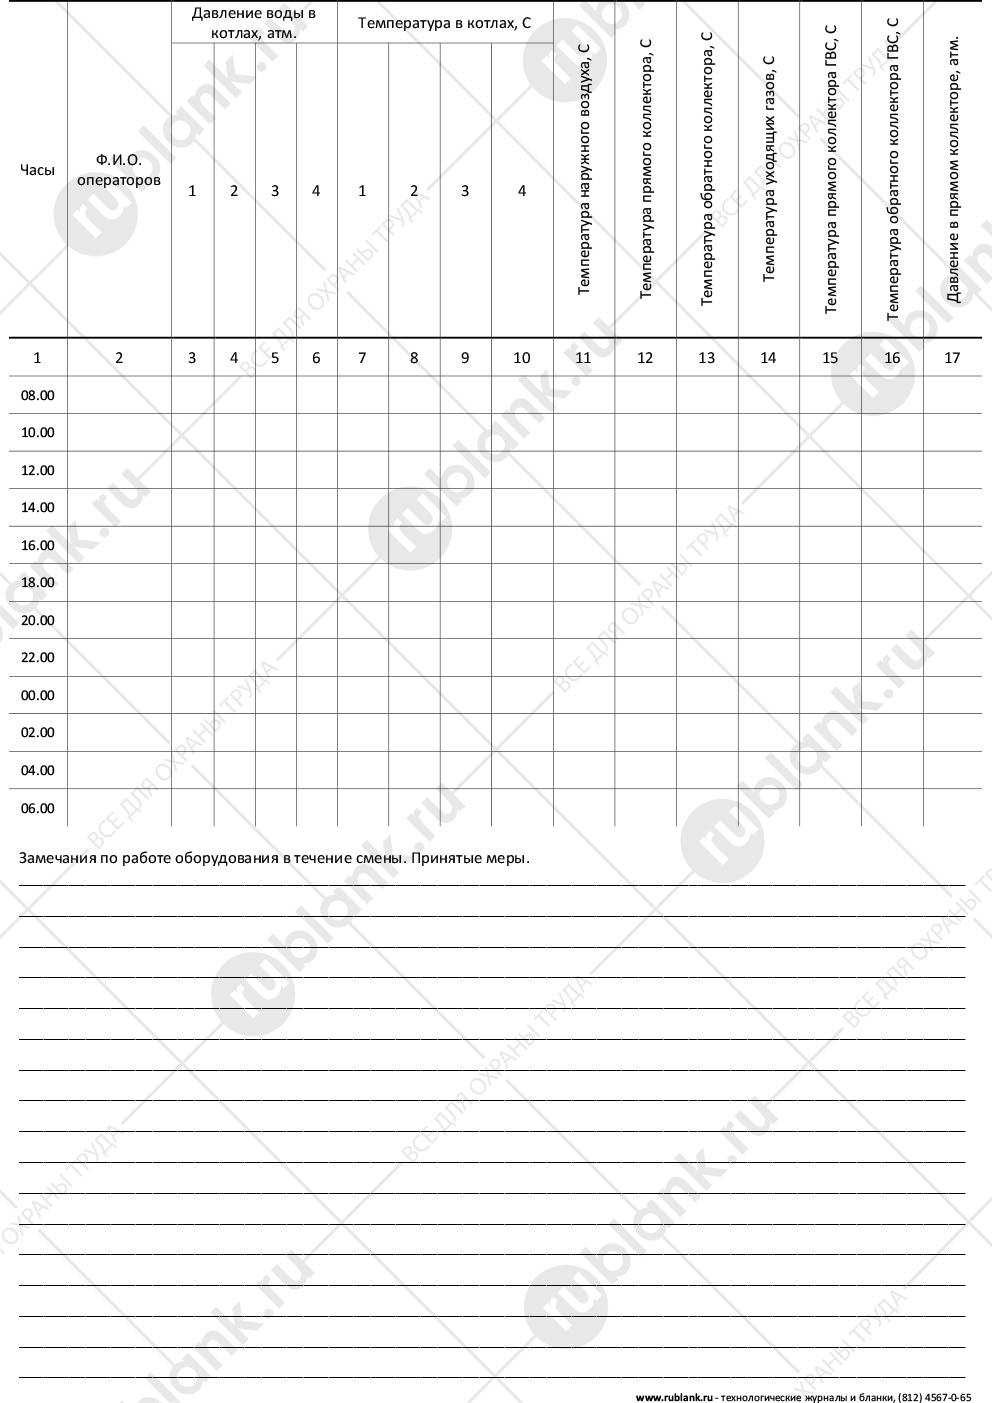 Часы
Ф.И.О.
операторов
Давление воды в
котлах, атм.
Температура в котлах, С
1 2 3 4 1 2 3 4
Температура наружного воздуха, С
Температура прямого коллектора, С
Температура обратного коллектора, С
Температура уходящих газов, С
Температура прямого коллектора ГВС, С
Температура обратного коллектора ГВС, С
Давление в прямом коллекторе, атм.
1 2 3 4 5 6 7 8 9 10 11 12 13 14 15 16 17
08.00
10.00
12.00
14.00
16.00
18.00
20.00
22.00
00.00
02.00
04.00
06.00
Замечания по работе оборудования в течение смены. Принятые меры.
www.rublank.ru - технологические журналы и бланки, (812) 4567-0-65
rublank.ru
ВСЕ ДЛЯ ОХРАНЫ ТРУДА